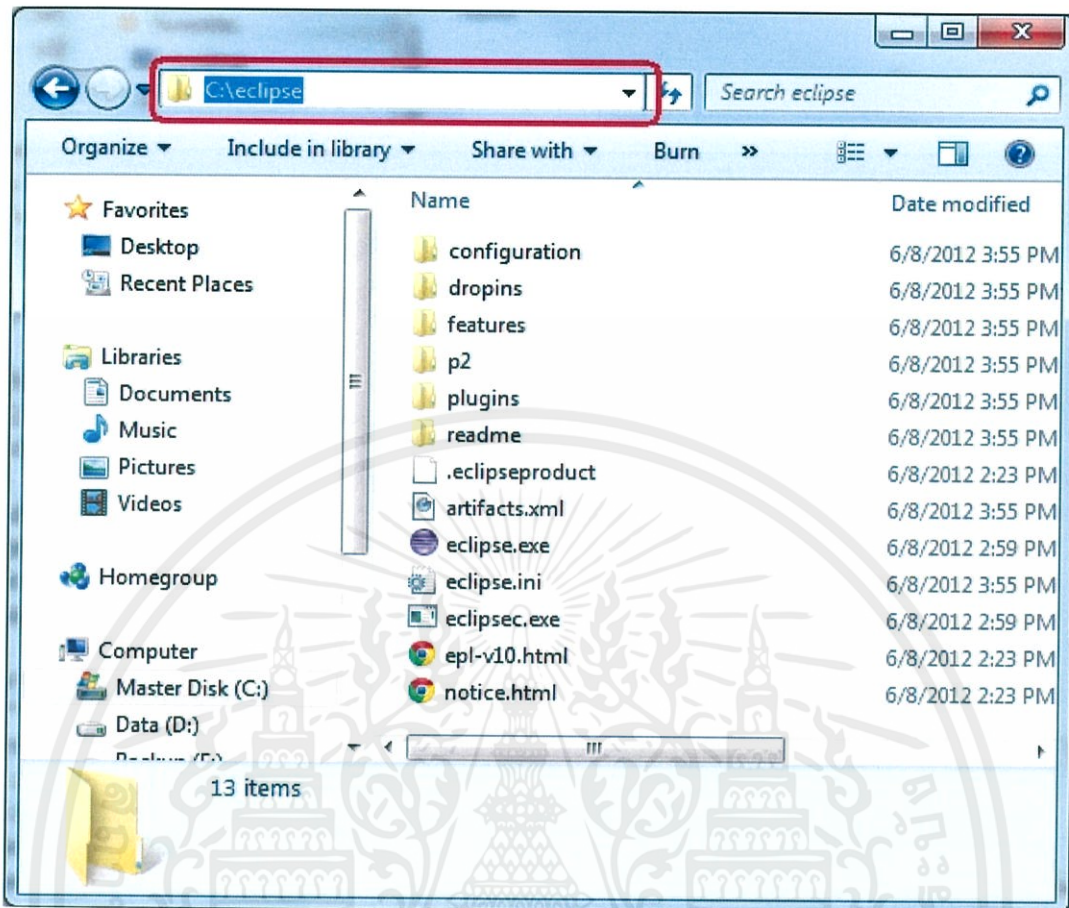 C:\eclipse
Search eclipse
Organize Include in library Share with Burn »
Favorites
Desktop
Recent Places
Libraries
Documents
Music
Pictures
Videos
Homegroup
Computer
Master Disk (C:)
Data (D:)
Name Date modified
configuration 6/8/2012 3:55 PM
dropins 6/8/2012 3:55 PM
features 6/8/2012 3:55 PM
p2 6/8/2012 3:55 PM
plugins 6/8/2012 3:55 PM
readme 6/8/2012 3:55 PM
.eclipseproduct 6/8/2012 2:23 PM
artifacts.xml 6/8/2012 3:55 PM
eclipse.exe 6/8/2012 2:59 PM
eclipse.ini 6/8/2012 3:55 PM
eclipsec.exe 6/8/2012 2:59 PM
epl-v10.html 6/8/2012 2:23 PM
notice.html 6/8/2012 2:23 PM
13 items